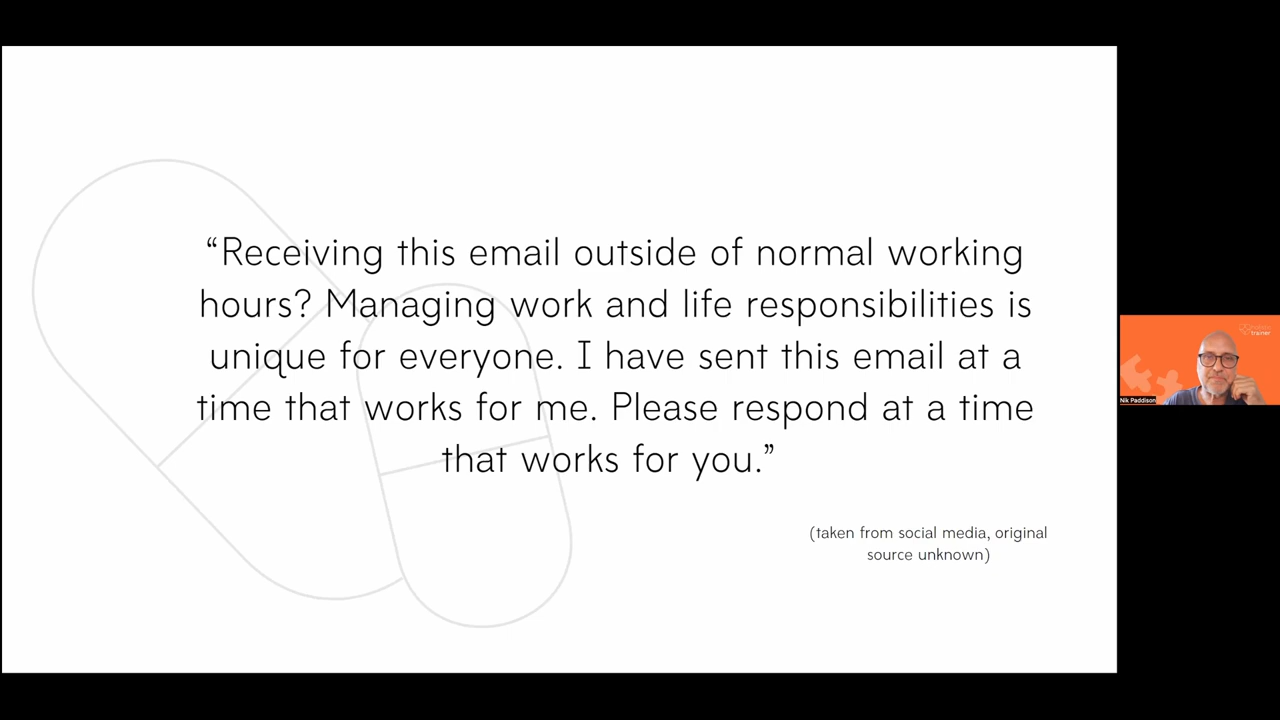 “Receiving this email outside of normal working
hours? Managing work and life responsibilities is
unique for everyone. I have sent this email at a
time that works for me. Please respond at a time
that works for you.”
(taken from social media, original
source unknown)
trainer
Nik Paddison